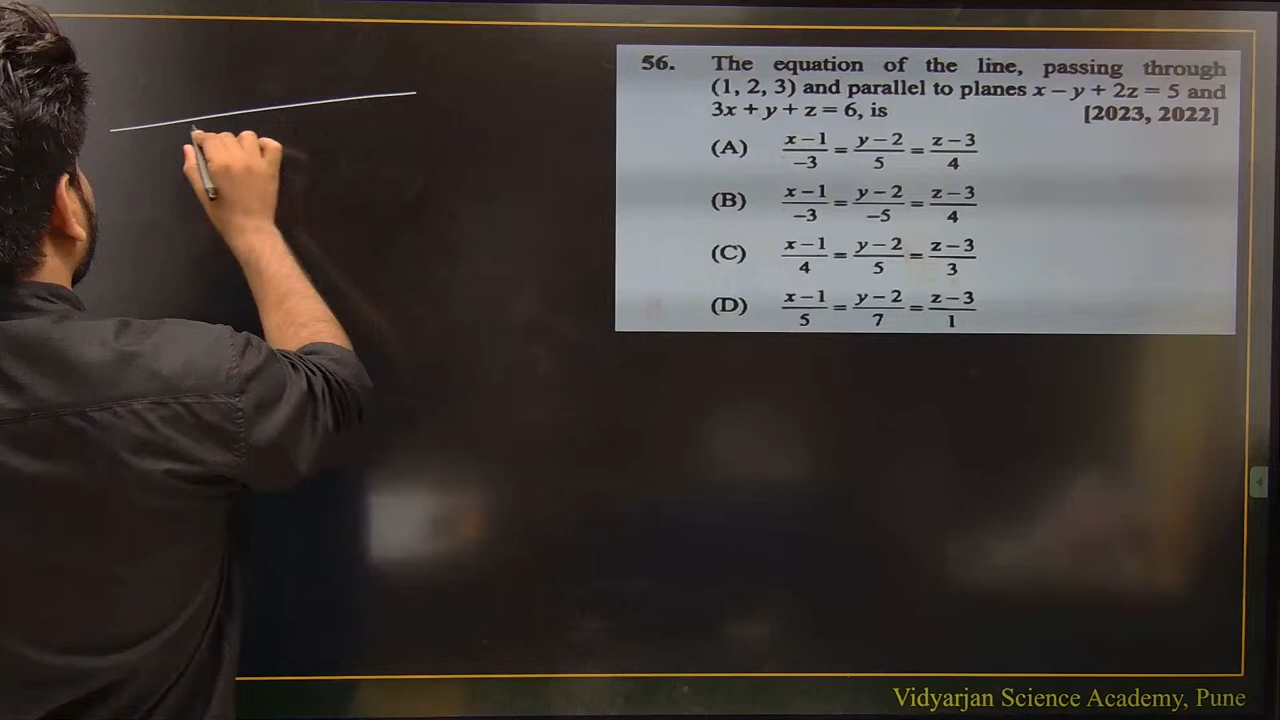 56. The equation of the line, passing through
(1, 2, 3) and parallel to planes x – y + 2z = 5 and
3x + y + z = 6, is [2023, 2022]
(A) x–1/–3 = y–2/5 = z–3/4
(B) x–1/–3 = y–2/–5 = z–3/4
(C) x–1/4 = y–2/5 = z–3/3
(D) x–1/5 = y–2/7 = z–3/1
Vidyarjan Science Academy, Pune